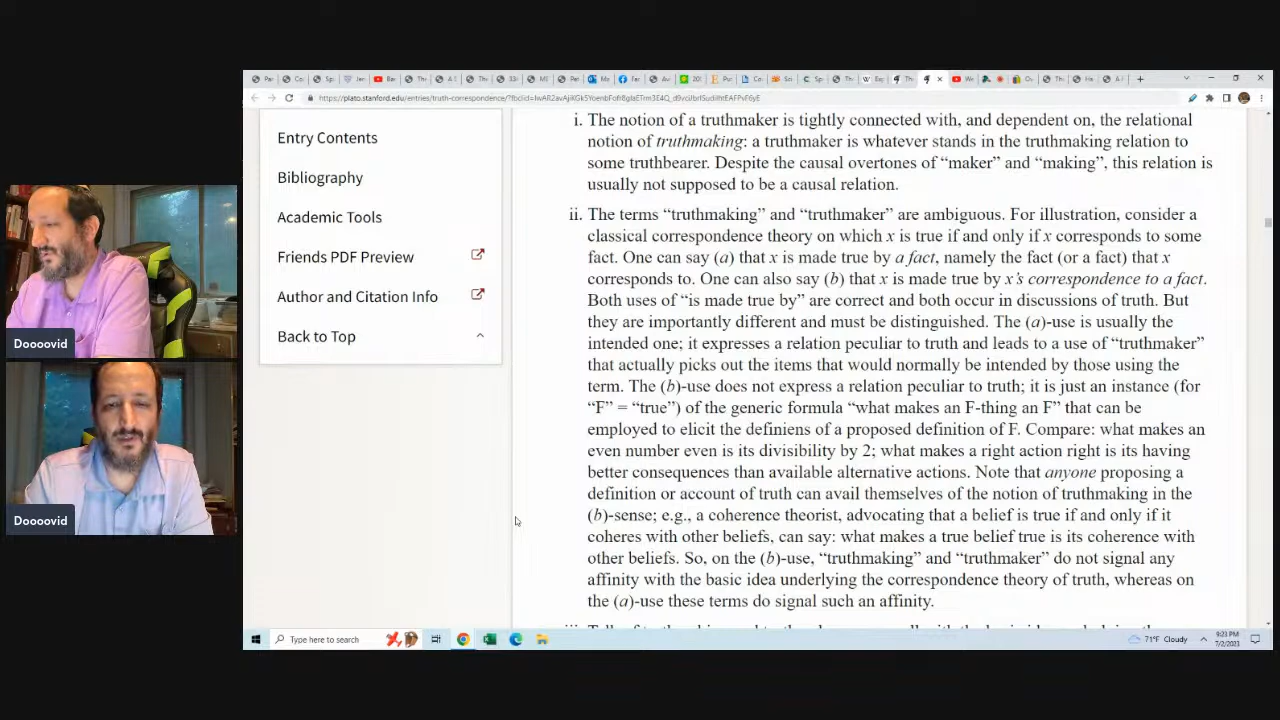 https://plato.stanford.edu/entries/truth-correspondence/
Entry Contents
Bibliography
Academic Tools
Friends PDF Preview
Author and Citation Info
Back to Top
i. The notion of a truthmaker is tightly connected with, and dependent on, the relational
notion of truthmaking: a truthmaker is whatever stands in the truthmaking relation to
some truthbearer. Despite the causal overtones of “maker” and “making”, this relation is
usually not supposed to be a causal relation.
ii. The terms “truthmaking” and “truthmaker” are ambiguous. For illustration, consider a
classical correspondence theory on which x is true if and only if x corresponds to some
fact. One can say (a) that x is made true by a fact, namely the fact (or a fact) that x
corresponds to. One can also say (b) that x is made true by x’s correspondence to a fact.
Both uses of “is made true by” are correct and both occur in discussions of truth. But
they are importantly different and must be distinguished. The (a)-use is usually the
intended one; it expresses a relation peculiar to truth and leads to a use of “truthmaker”
that actually picks out the items that would normally be intended by those using the
term. The (b)-use does not express a relation peculiar to truth; it is just an instance (for
“F” = “true”) of the generic formula “what makes an F-thing an F” that can be
employed to elicit the definiens of a proposed definition of F. Compare: what makes an
even number even is its divisibility by 2; what makes a right action right is its having
better consequences than available alternative actions. Note that anyone proposing a
definition or account of truth can avail themselves of the notion of truthmaking in the
(b)-sense; e.g., a coherence theorist, advocating that a belief is true if and only if it
coheres with other beliefs, can say: what makes a true belief true is its coherence with
other beliefs. So, on the (b)-use, “truthmaking” and “truthmaker” do not signal any
affinity with the basic idea underlying the correspondence theory of truth, whereas on
the (a)-use these terms do signal such an affinity.
Dooovid
Dooovid
Type here to search
71°F Cloudy
9:23 PM
7/2/2023